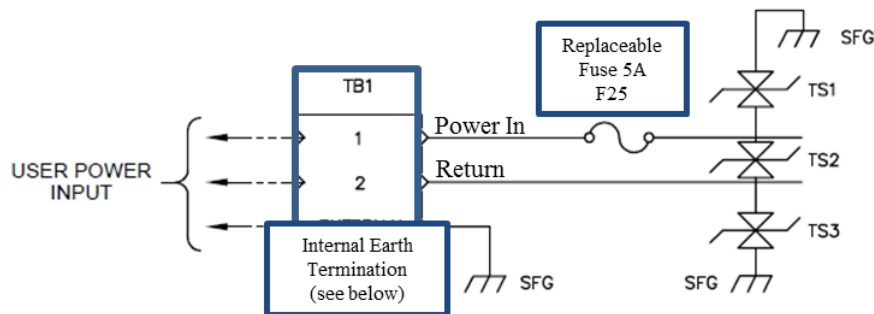 SFG
Replaceable
Fuse 5A
F25
TB1
TS1
1
Power In
USER POWER
INPUT
TS2
2
Return
Internal Earth
Termination
(see below)
TS3
SFG
SFG